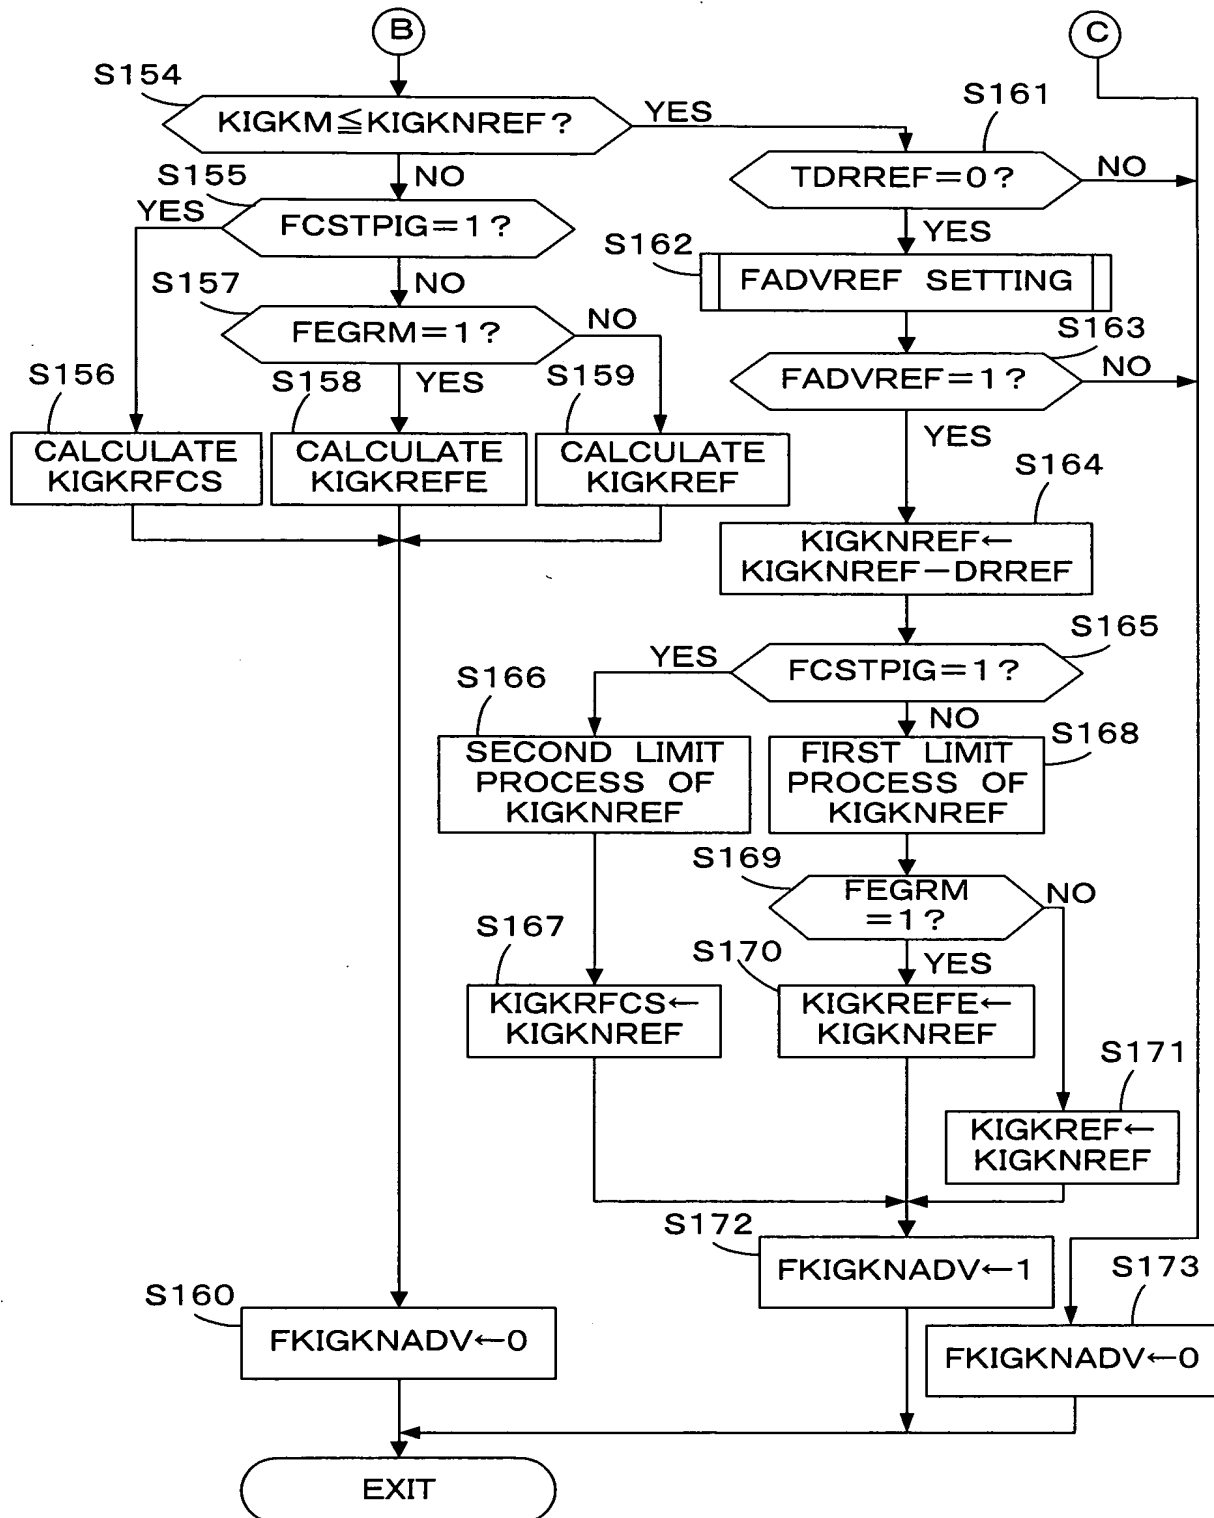 B
C
S154
KIGKM≦KIGKNREF?
YES
S161
TDRREF=0?
NO
NO
S155
YES
FCSTPIG=1?
YES
S162
FADVREF SETTING
NO
S157
FEGRM=1?
NO
S163
FADVREF=1?
NO
S156
S158
YES
S159
YES
CALCULATE
KIGKRFCS
CALCULATE
KIGKREFE
CALCULATE
KIGKREF
S164
KIGKNREF←
KIGKNREF−DRREF
S165
YES
FCSTPIG=1?
S166
NO
S168
SECOND LIMIT
PROCESS OF
KIGKNREF
FIRST LIMIT
PROCESS OF
KIGKNREF
S169
FEGRM
=1?
NO
S167
S170
YES
KIGKRFCS←
KIGKNREF
KIGKREFE←
KIGKNREF
S171
KIGKREF←
KIGKNREF
S172
FKIGKNADV←1
S173
S160
FKIGKNADV←0
FKIGKNADV←0
EXIT